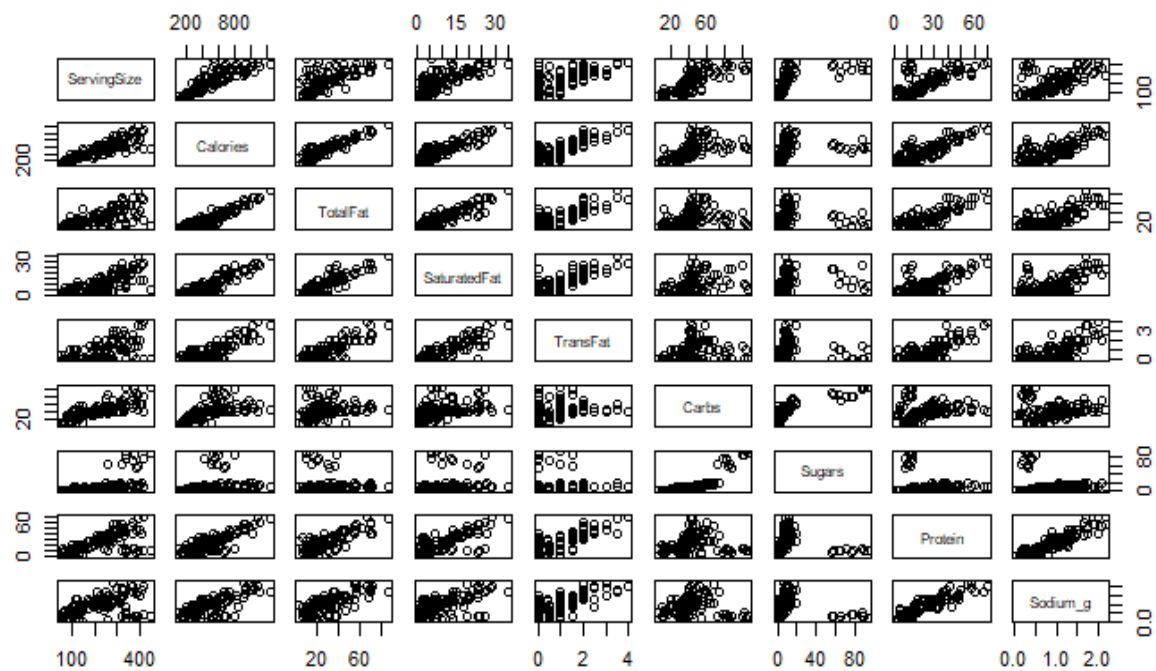 200 800 0 15 30 20 60 0 30 60
ServingSize 100
200 Calories
TotalFat 20
0 30 SaturatedFat
TransFat 0 3
20 Carbs
Sugars 0 80
0 60 Protein
Sodium_g 0.0
100 400 20 60 0 2 4 0 40 80 0.0 1.0 2.0